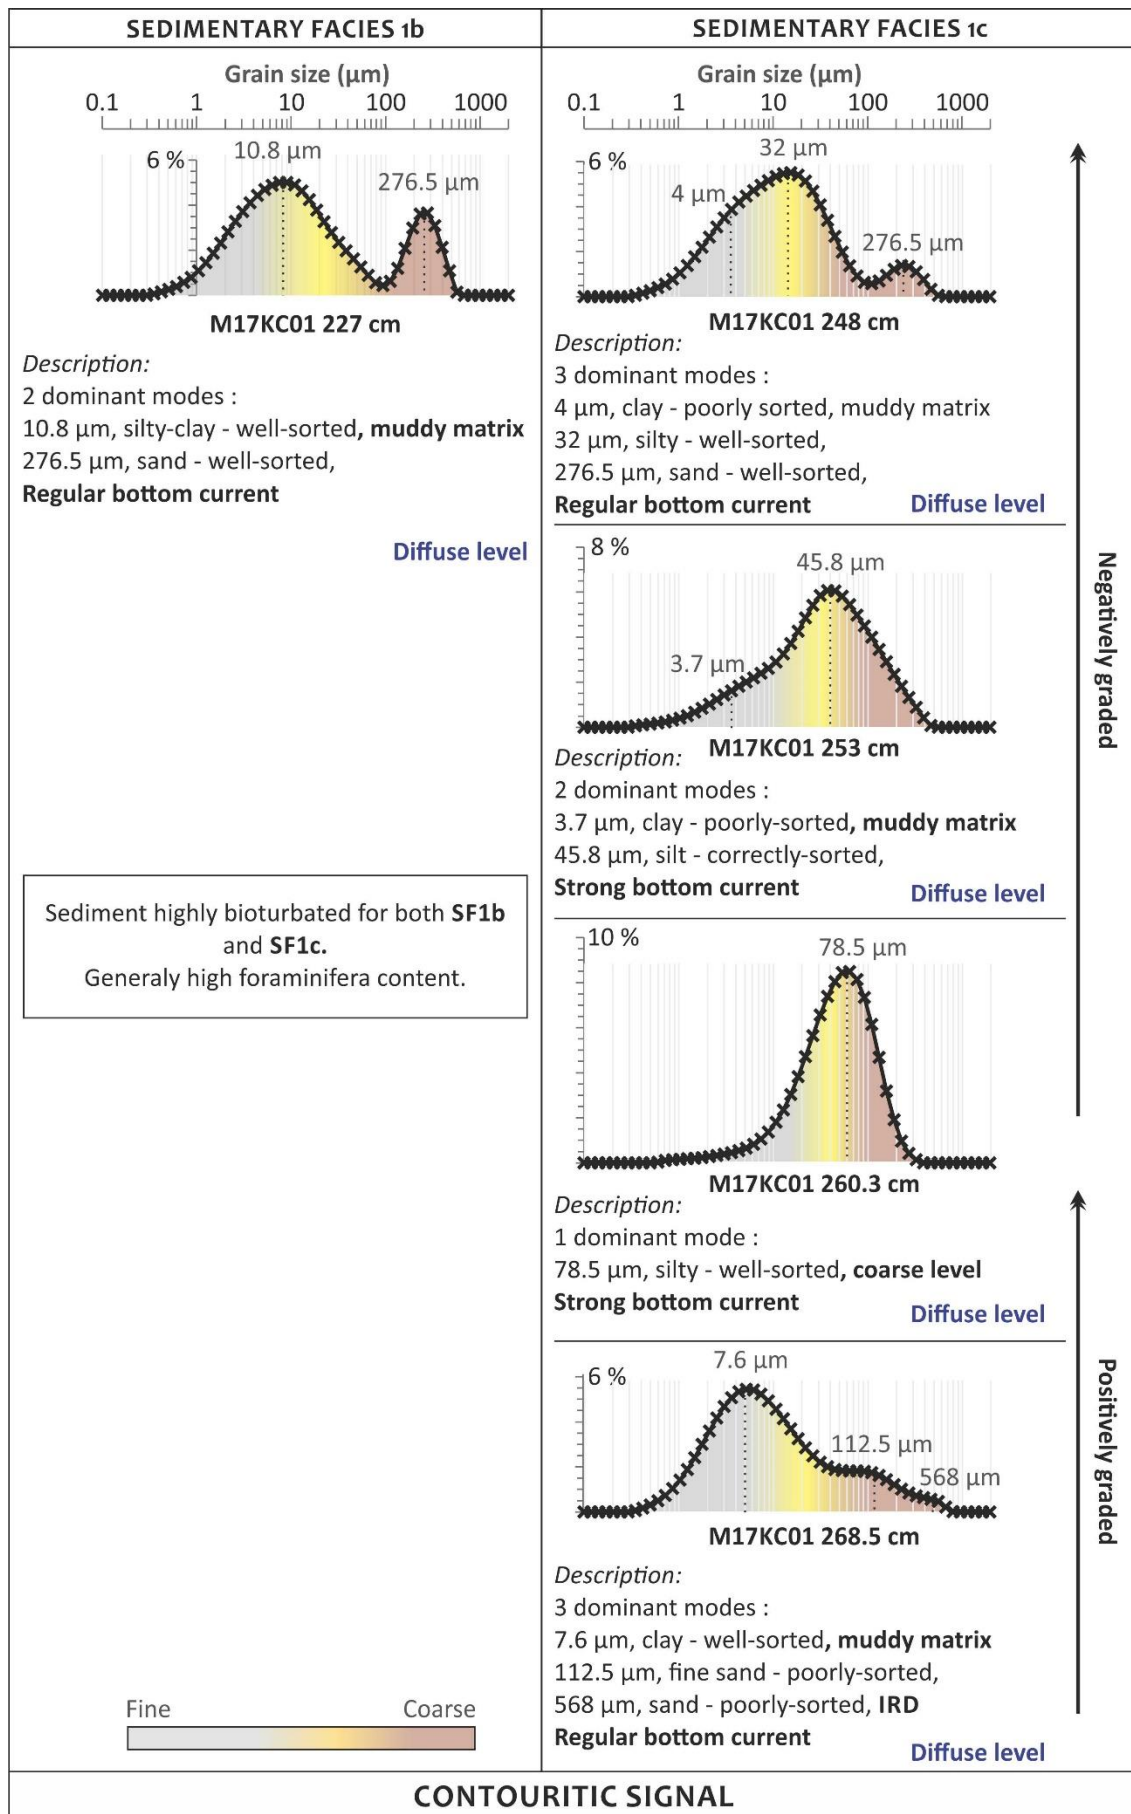 SEDIMENTARY FACIES 1b
Grain size (µm)
0.1 1 10 100 1000
6 %
10.8 µm
276.5 µm
M17KC01 227 cm
Description:
2 dominant modes :
10.8 µm, silty-clay - well-sorted, muddy matrix
276.5 µm, sand - well-sorted,
Regular bottom current
Diffuse level
Sediment highly bioturbated for both SF1b
and SF1c.
Generaly high foraminifera content.
Fine Coarse
SEDIMENTARY FACIES 1c
Grain size (µm)
0.1 1 10 100 1000
6 %
32 µm
4 µm
276.5 µm
M17KC01 248 cm
Description:
3 dominant modes :
4 µm, clay - poorly sorted, muddy matrix
32 µm, silty - well-sorted,
276.5 µm, sand - well-sorted,
Regular bottom current
Diffuse level
8 %
45.8 µm
3.7 µm
M17KC01 253 cm
Description:
2 dominant modes :
3.7 µm, clay - poorly-sorted, muddy matrix
45.8 µm, silt - correctly-sorted,
Strong bottom current
Diffuse level
10 %
78.5 µm
M17KC01 260.3 cm
Description:
1 dominant mode :
78.5 µm, silty - well-sorted, coarse level
Strong bottom current
Diffuse level
6 %
7.6 µm
112.5 µm
568 µm
M17KC01 268.5 cm
Description:
3 dominant modes :
7.6 µm, clay - well-sorted, muddy matrix
112.5 µm, fine sand - poorly-sorted,
568 µm, sand - poorly-sorted, IRD
Regular bottom current
Diffuse level
Negatively graded
Positively graded
CONTOURITIC SIGNAL